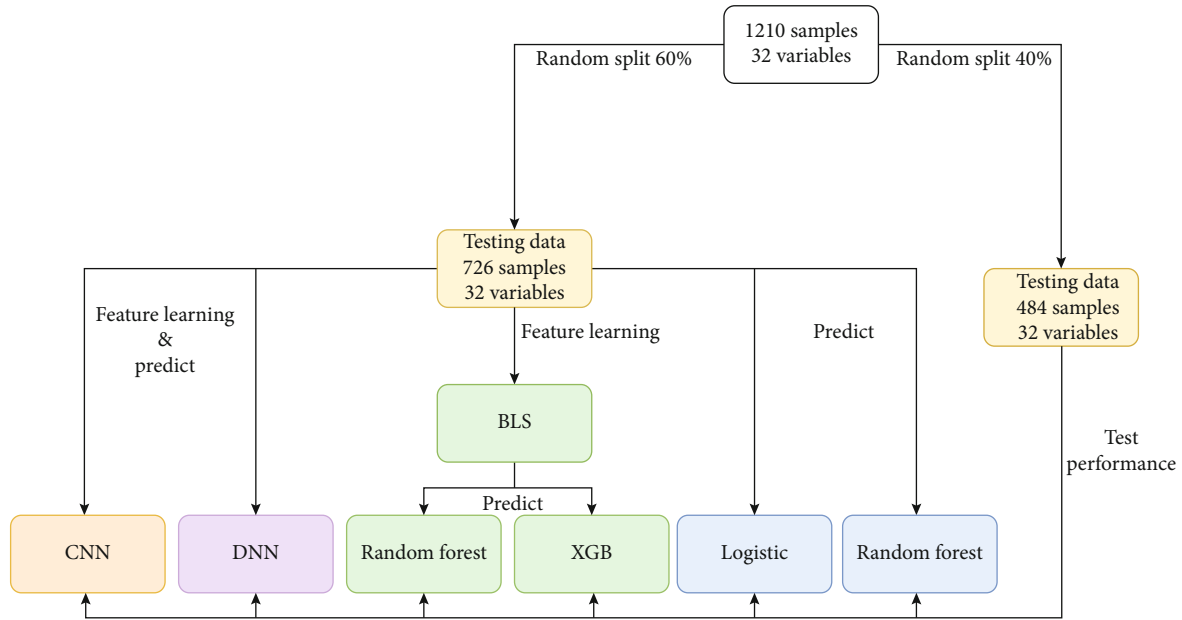 1210 samples
32 variables
Random split 60%
Random split 40%
Testing data
726 samples
32 variables
Testing data
484 samples
32 variables
Feature learning
&
predict
Feature learning
Predict
BLS
Test
performance
Predict
CNN
DNN
Random forest
XGB
Logistic
Random forest